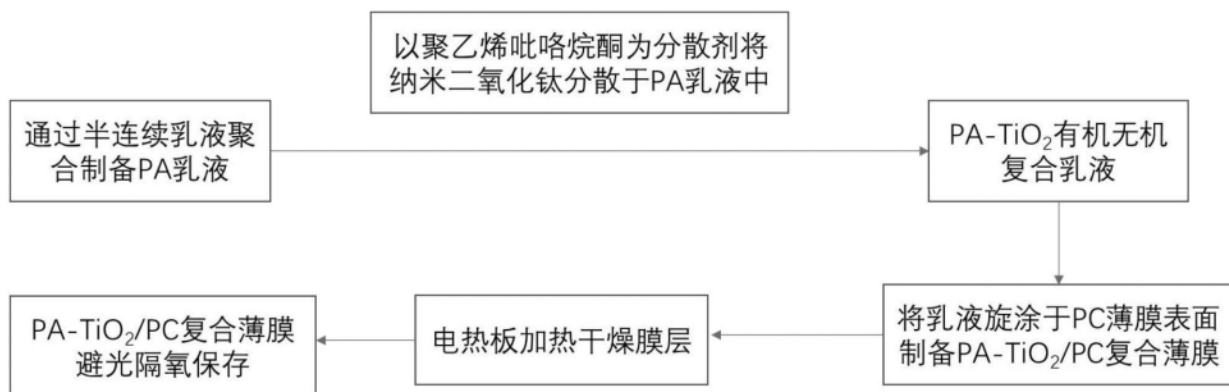 以聚乙烯吡咯烷酮为分散剂将
纳米二氧化钛分散于PA乳液中
通过半连续乳液聚
合制备PA乳液
PA-TiO₂有机无机
复合乳液
将乳液旋涂于PC薄膜表面
制备PA-TiO₂/PC复合薄膜
电热板加热干燥膜层
PA-TiO₂/PC复合薄膜
避光隔氧保存